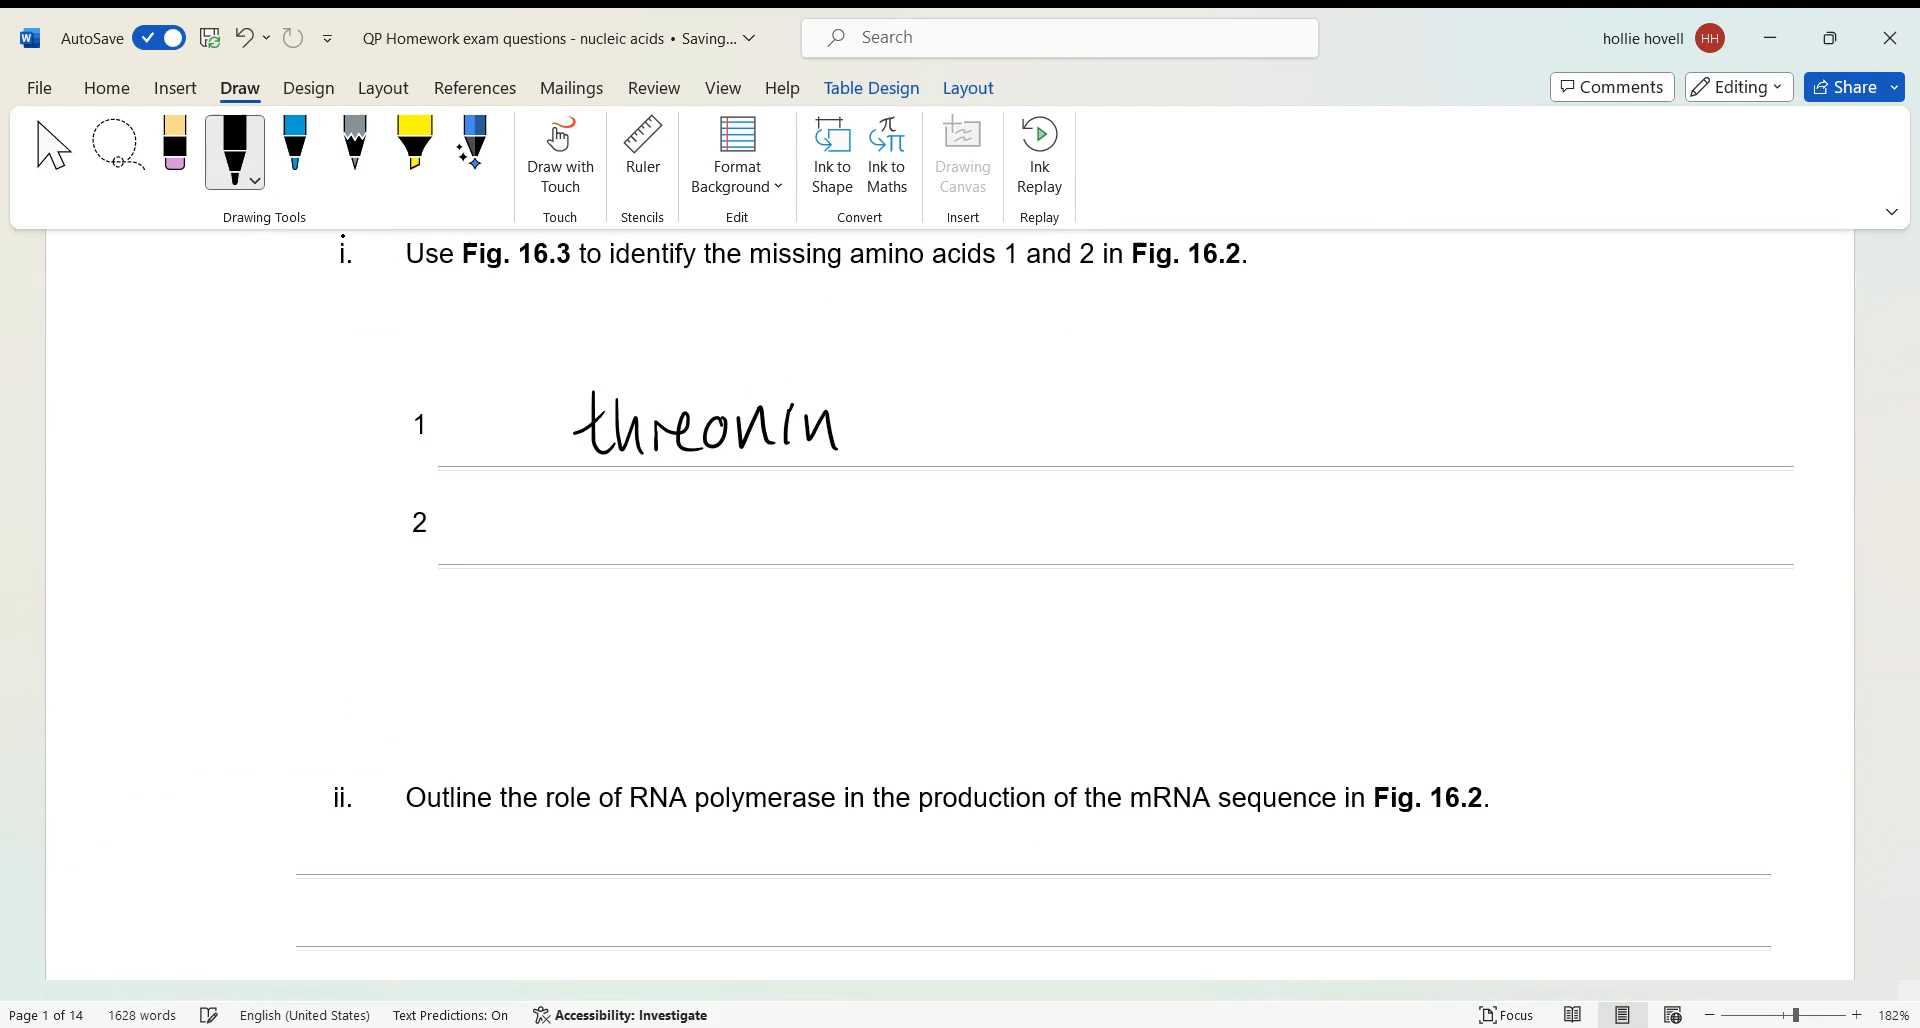 AutoSave
QP Homework exam questions - nucleic acids • Saving...
Search
hollie hovell
HH
File Home Insert Draw Design Layout References Mailings Review View Help Table Design Layout
Comments
Editing
Share
Draw with Touch
Ruler
Format Background
Ink to Shape
Ink to Maths
Drawing Canvas
Ink Replay
Drawing Tools
Touch
Stencils
Edit
Convert
Insert
Replay
i. Use Fig. 16.3 to identify the missing amino acids 1 and 2 in Fig. 16.2.
1 threonin
2
ii. Outline the role of RNA polymerase in the production of the mRNA sequence in Fig. 16.2.
Page 1 of 14 1628 words English (United States) Text Predictions: On Accessibility: Investigate Focus 182%